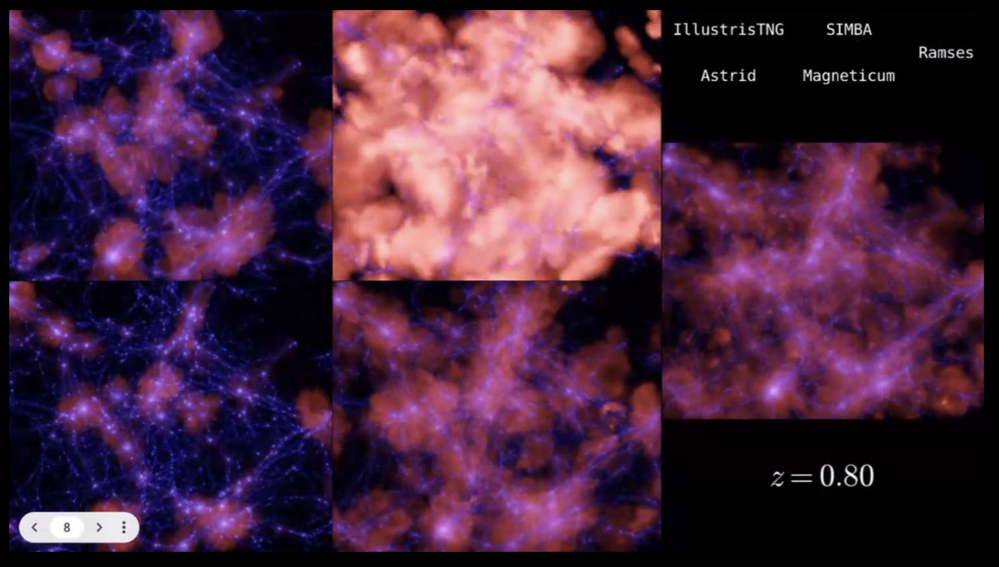 IllustrisTNG SIMBA
Ramses
Astrid Magneticum
z = 0.80
8